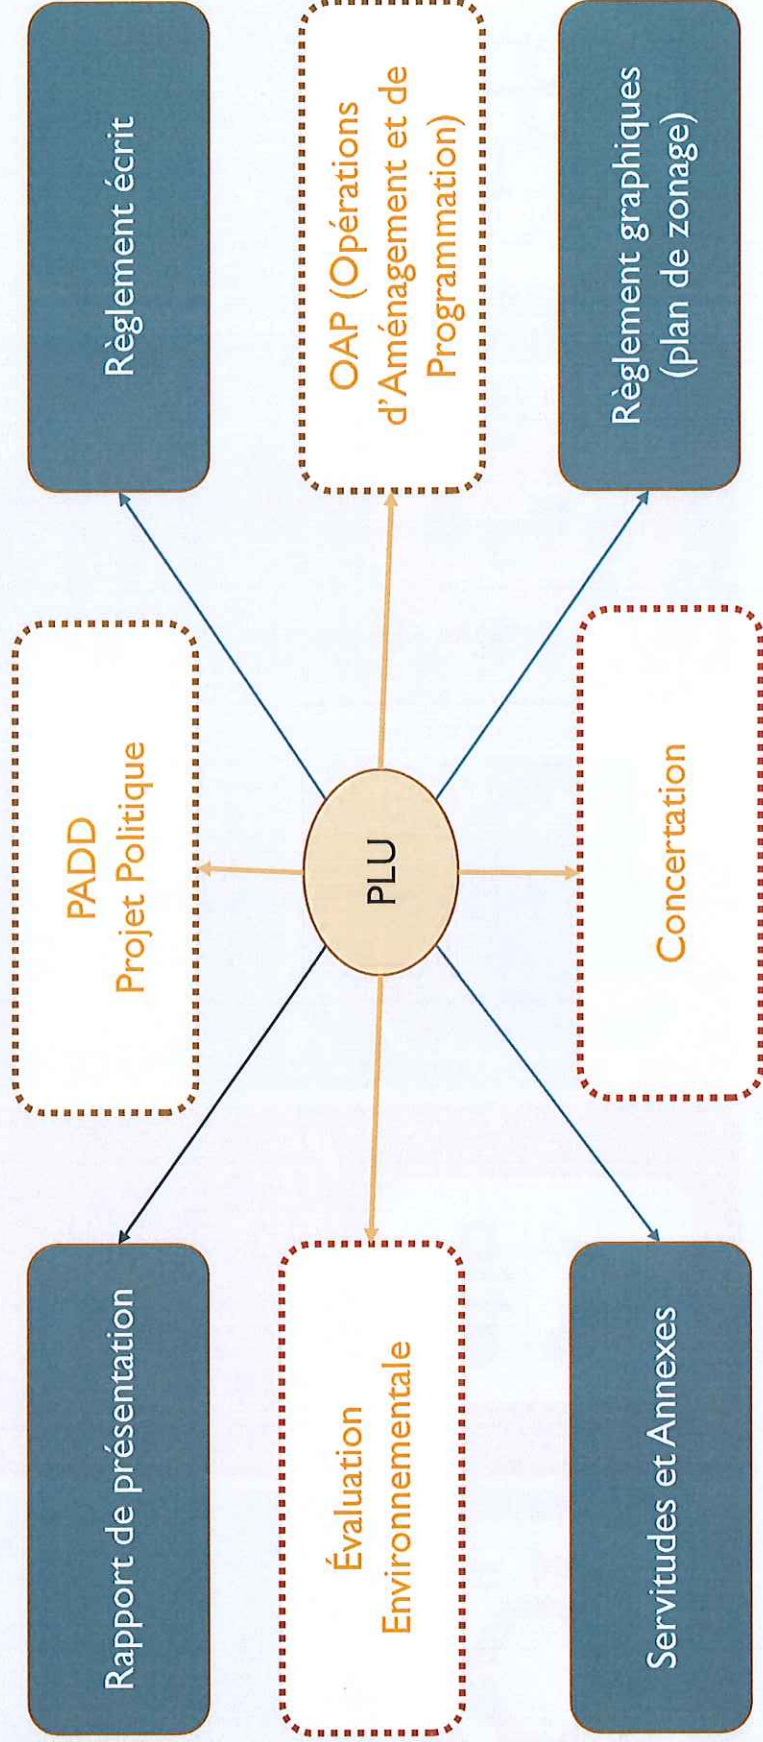 Rapport de présentation
PADD
Projet Politique
Règlement écrit
Évaluation
Environnementale
PLU
OAP (Opérations
d'Aménagement et de
Programmation)
Servitudes et Annexes
Concertation
Règlement graphiques
(plan de zonage)